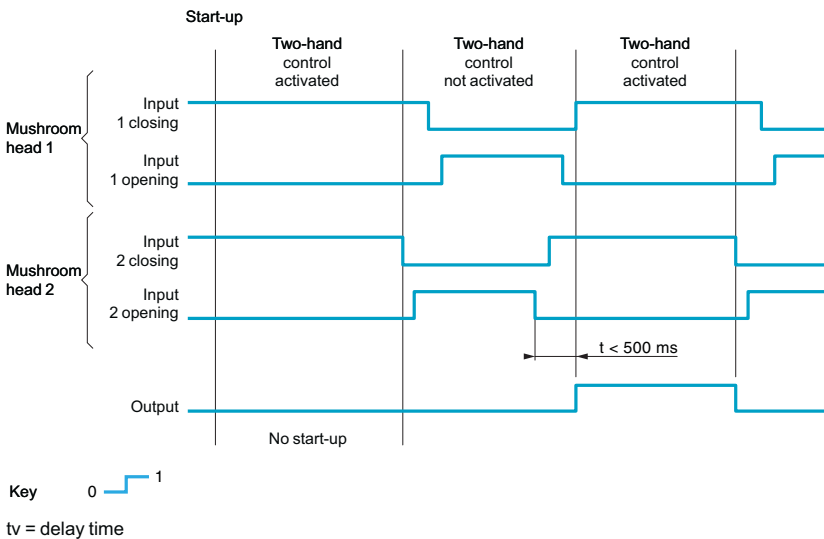 Start-up
Two-hand
control
activated
Two-hand
control
not activated
Two-hand
control
activated
Mushroom
head 1
Input
1 closing
Input
1 opening
Mushroom
head 2
Input
2 closing
Input
2 opening
t < 500 ms
Output
No start-up
Key 0 1
tv = delay time